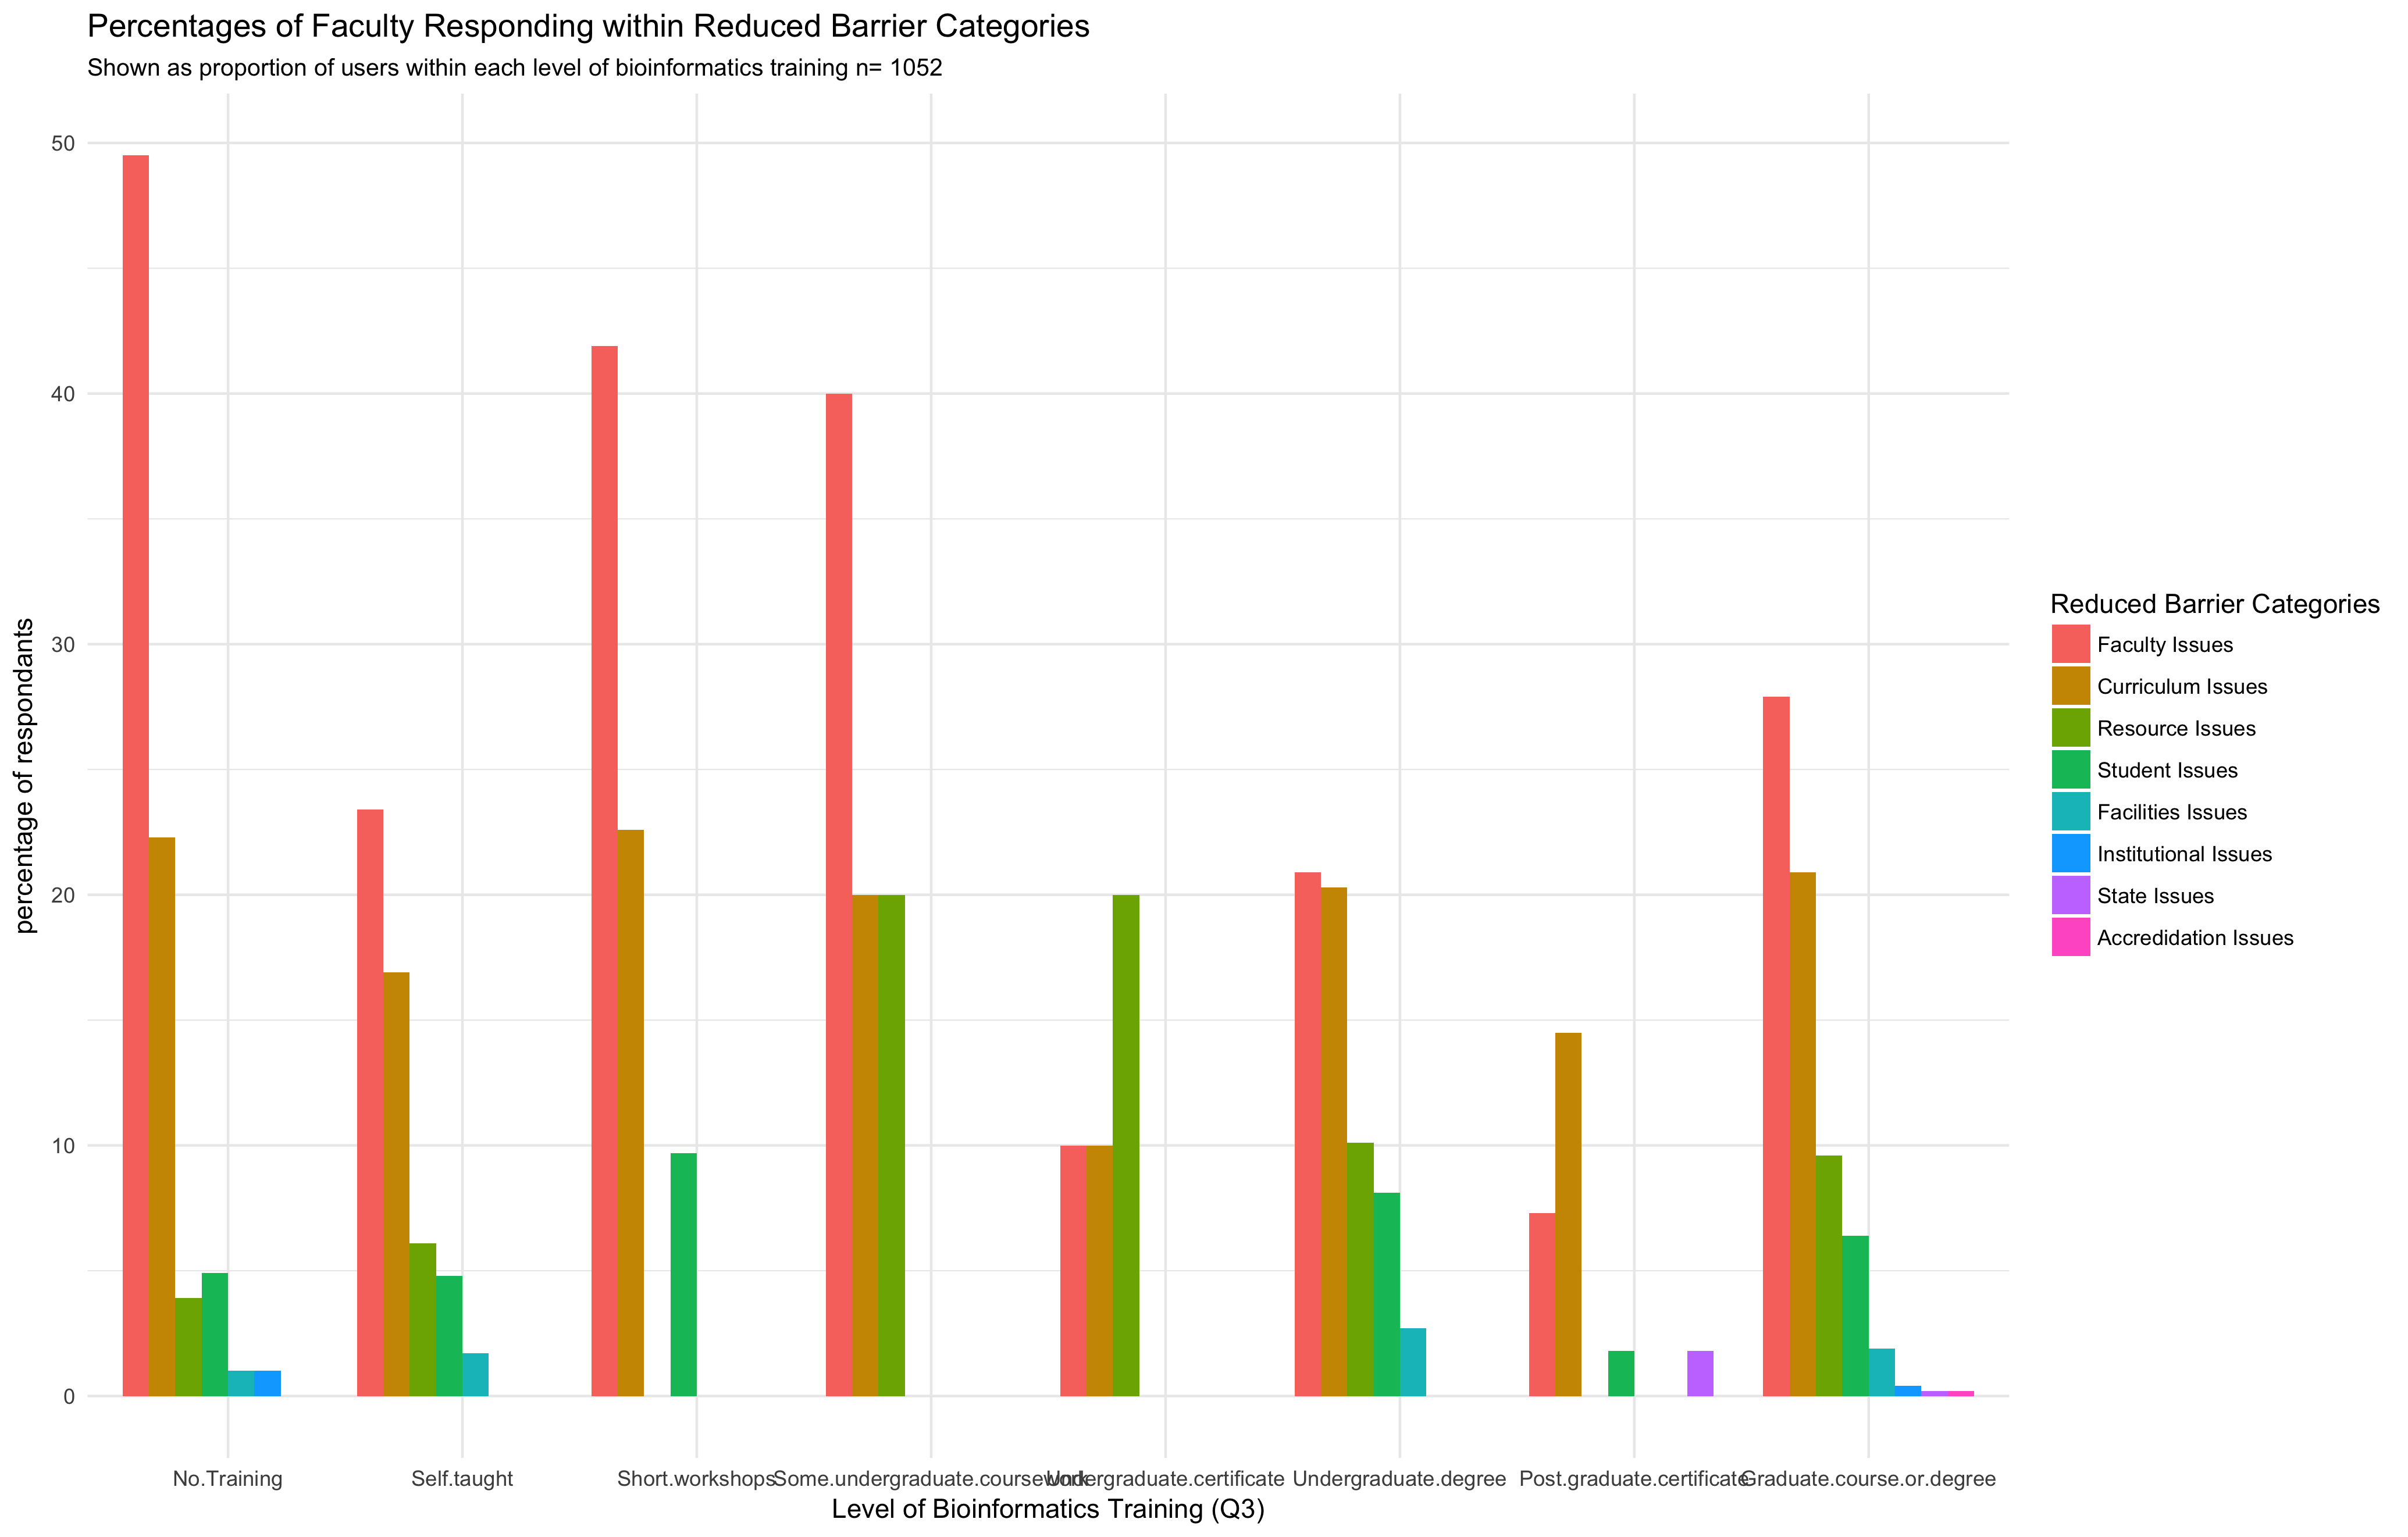 Percentages of Faculty Responding within Reduced Barrier Categories
Shown as proportion of users within each level of bioinformatics training n= 1052
percentage of respondants
50
40
30
20
10
0
No.Training
Self.taught
Short.workshops
Some.undergraduate.coursework
Undergraduate.certificate
Undergraduate.degree
Post.graduate.certificate
Graduate.course.or.degree
Level of Bioinformatics Training (Q3)
Reduced Barrier Categories
Faculty Issues
Curriculum Issues
Resource Issues
Student Issues
Facilities Issues
Institutional Issues
State Issues
Accredidation Issues